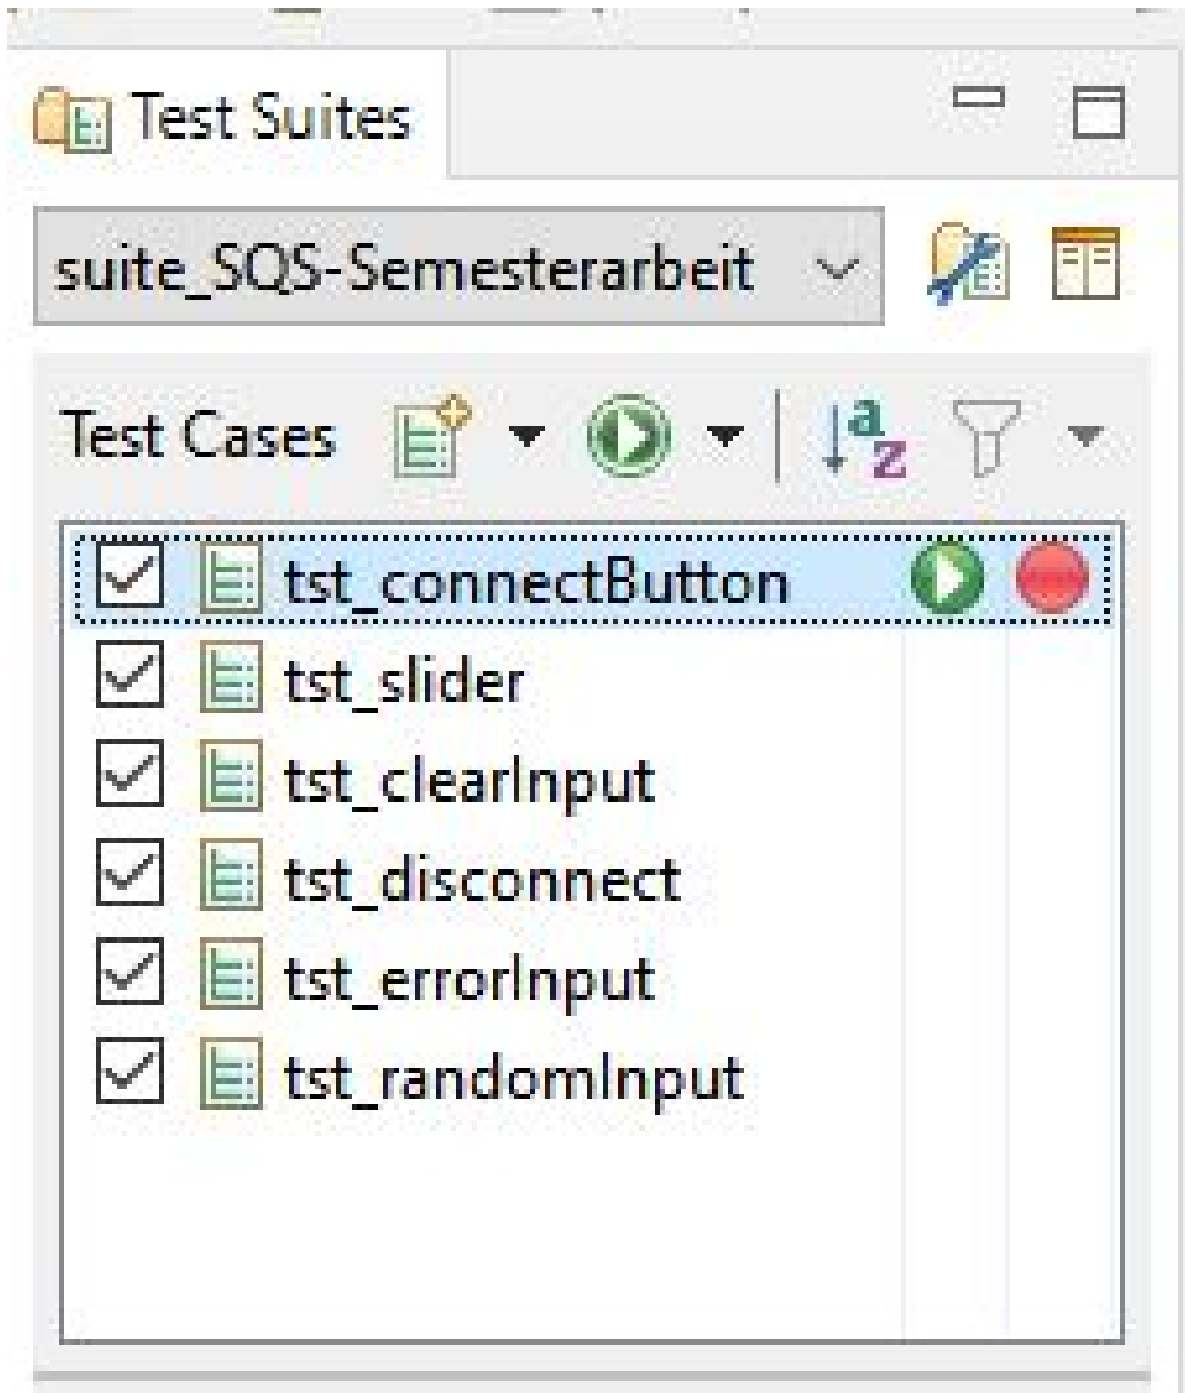 Test Suites
suite_SQS-Semesterarbeit
Test Cases
tst_connectButton
tst_slider
tst_clearInput
tst_disconnect
tst_errorInput
tst_randomInput